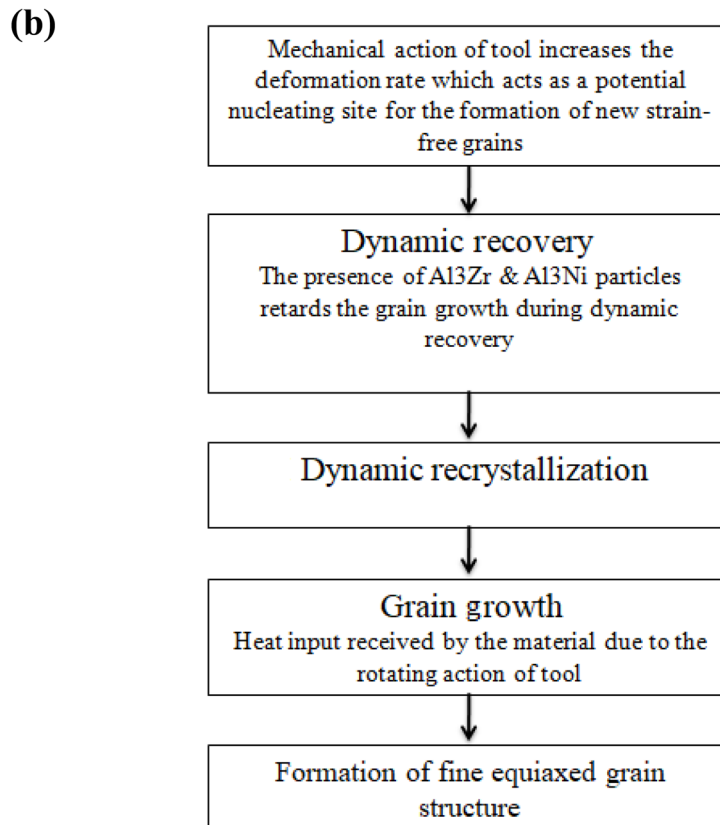 (b)
Mechanical action of tool increases the
deformation rate which acts as a potential
nucleating site for the formation of new strain-
free grains
Dynamic recovery
The presence of Al3Zr & Al3Ni particles
retards the grain growth during dynamic
recovery
Dynamic recrystallization
Grain growth
Heat input received by the material due to the
rotating action of tool
Formation of fine equiaxed grain
structure